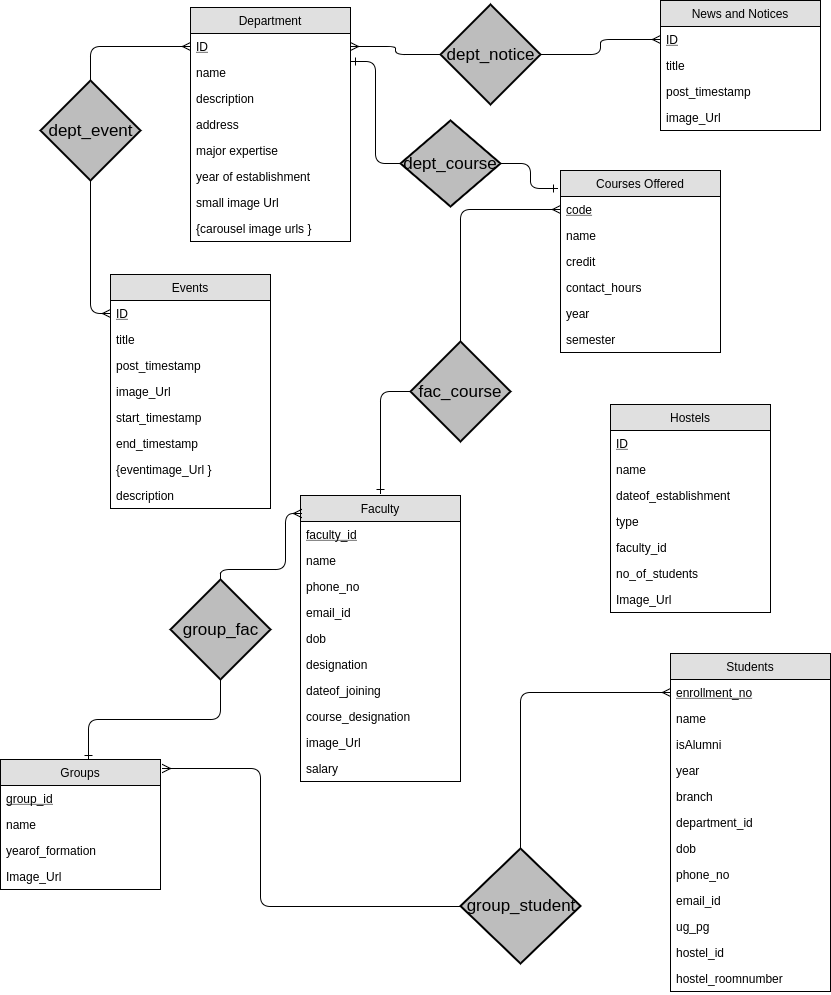 Department
ID
name
description
address
major expertise
year of establishment
small image Url
{carousel image urls }
dept_notice
News and Notices
ID
title
post_timestamp
image_Url
dept_event
dept_course
Courses Offered
code
name
credit
contact_hours
year
semester
Events
ID
title
post_timestamp
image_Url
start_timestamp
end_timestamp
{eventimage_Url }
description
fac_course
Hostels
ID
name
dateof_establishment
type
faculty_id
no_of_students
Image_Url
Faculty
faculty_id
name
phone_no
email_id
dob
designation
dateof_joining
course_designation
image_Url
salary
group_fac
Students
enrollment_no
name
isAlumni
year
branch
department_id
dob
phone_no
email_id
ug_pg
hostel_id
hostel_roomnumber
Groups
group_id
name
yearof_formation
Image_Url
group_student